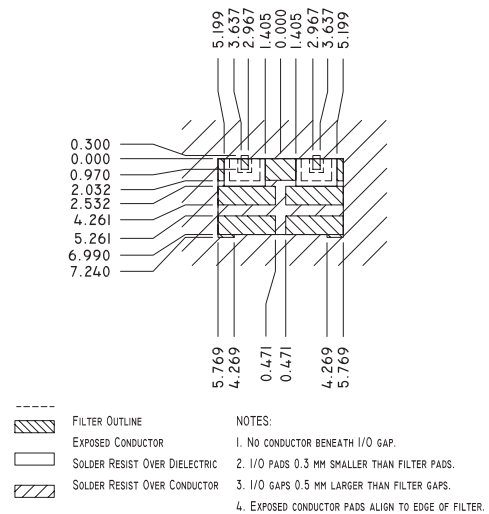 5.199
3.637
2.967
1.405
0.000
1.405
2.967
3.637
5.199
0.300
0.000
0.970
2.032
2.532
4.261
5.261
6.990
7.240
5.769
4.269
0.471
0.471
4.269
5.769
FILTER OUTLINE
EXPOSED CONDUCTOR
SOLDER RESIST OVER DIELECTRIC
SOLDER RESIST OVER CONDUCTOR
NOTES:
1. NO CONDUCTOR BENEATH I/O GAP.
2. I/O PADS 0.3 MM SMALLER THAN FILTER PADS.
3. I/O GAPS 0.5 MM LARGER THAN FILTER GAPS.
4. EXPOSED CONDUCTOR PADS ALIGN TO EDGE OF FILTER.